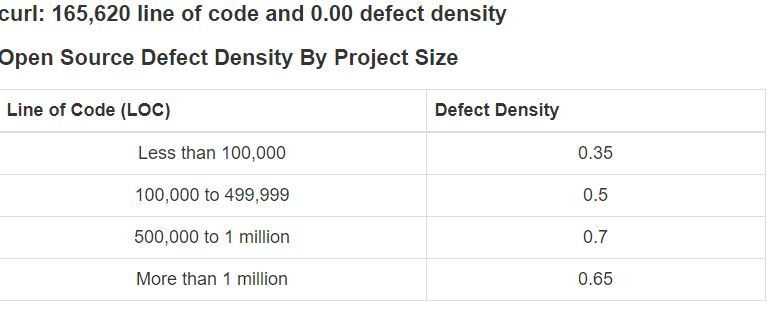 curl: 165,620 line of code and 0.00 defect density
Open Source Defect Density By Project Size
Line of Code (LOC) Defect Density
Less than 100,000 0.35
100,000 to 499,999 0.5
500,000 to 1 million 0.7
More than 1 million 0.65